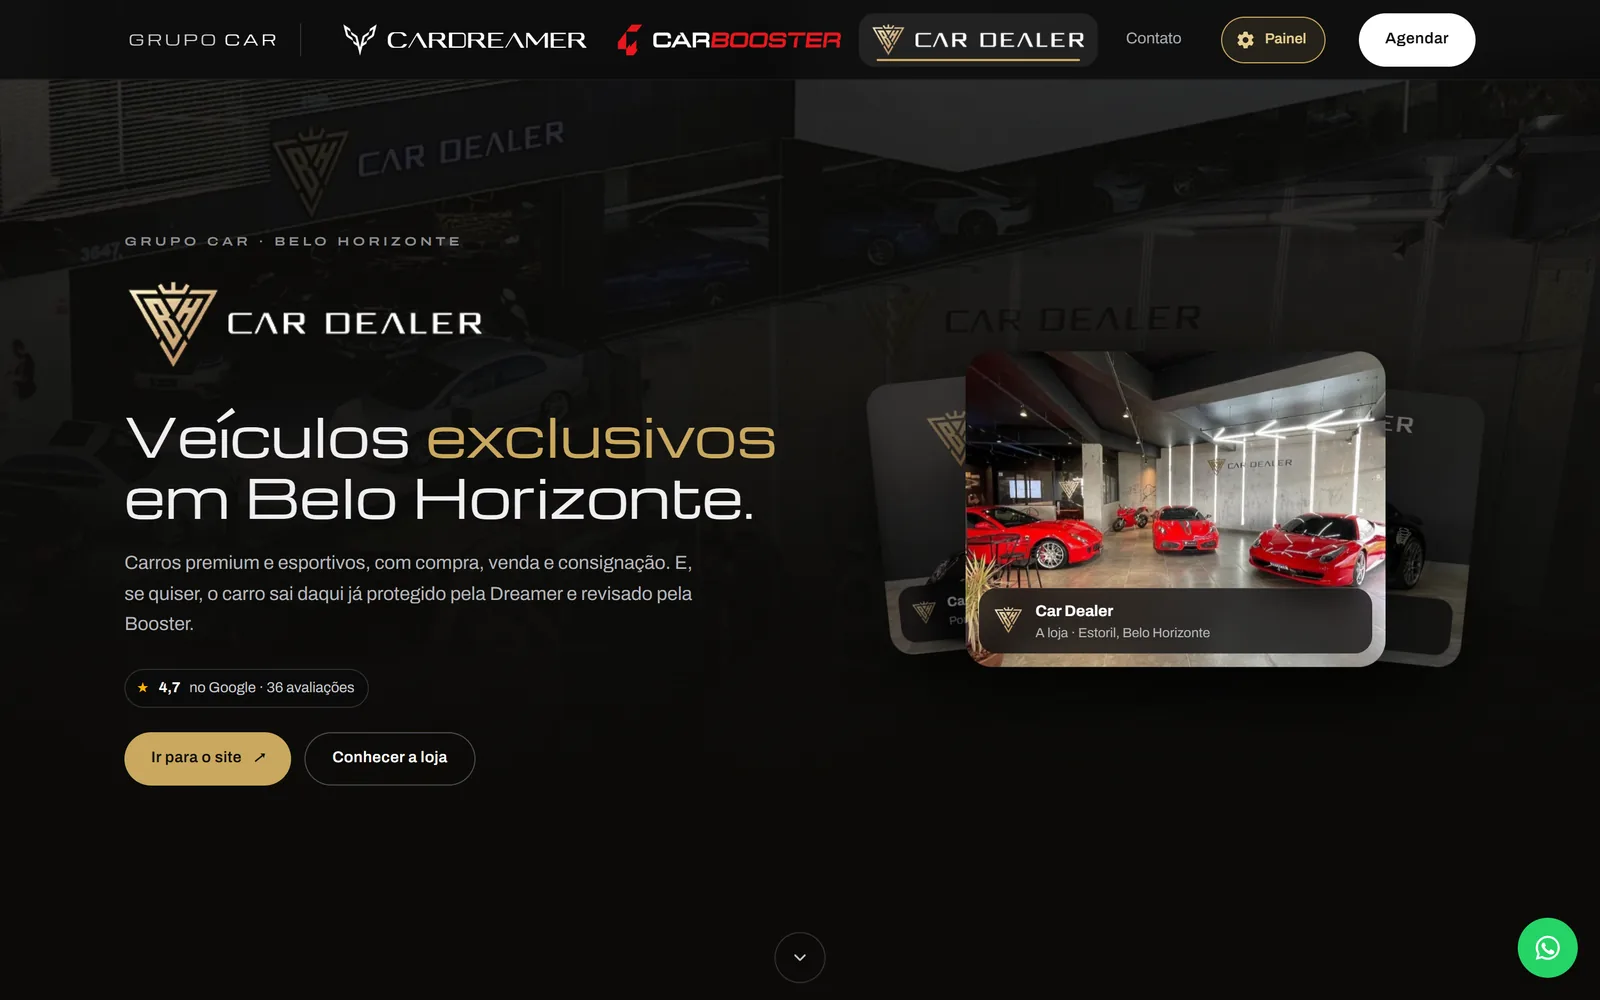 GRUPO CAR
CARDREAMER
CARBOOSTER
CAR DEALER
Contato
Painel
Agendar
CAR DEALER
3647
GRUPO CAR · BELO HORIZONTE
CAR DEALER
CAR DEALER
Veículos exclusivos
em Belo Horizonte.
Carros premium e esportivos, com compra, venda e consignação. E,
se quiser, o carro sai daqui já protegido pela Dreamer e revisado pela
Booster.
CAR DEALER
Car Dealer
A loja · Estoril, Belo Horizonte
★ 4,7 no Google · 36 avaliações
Ir para o site ↗
Conhecer a loja